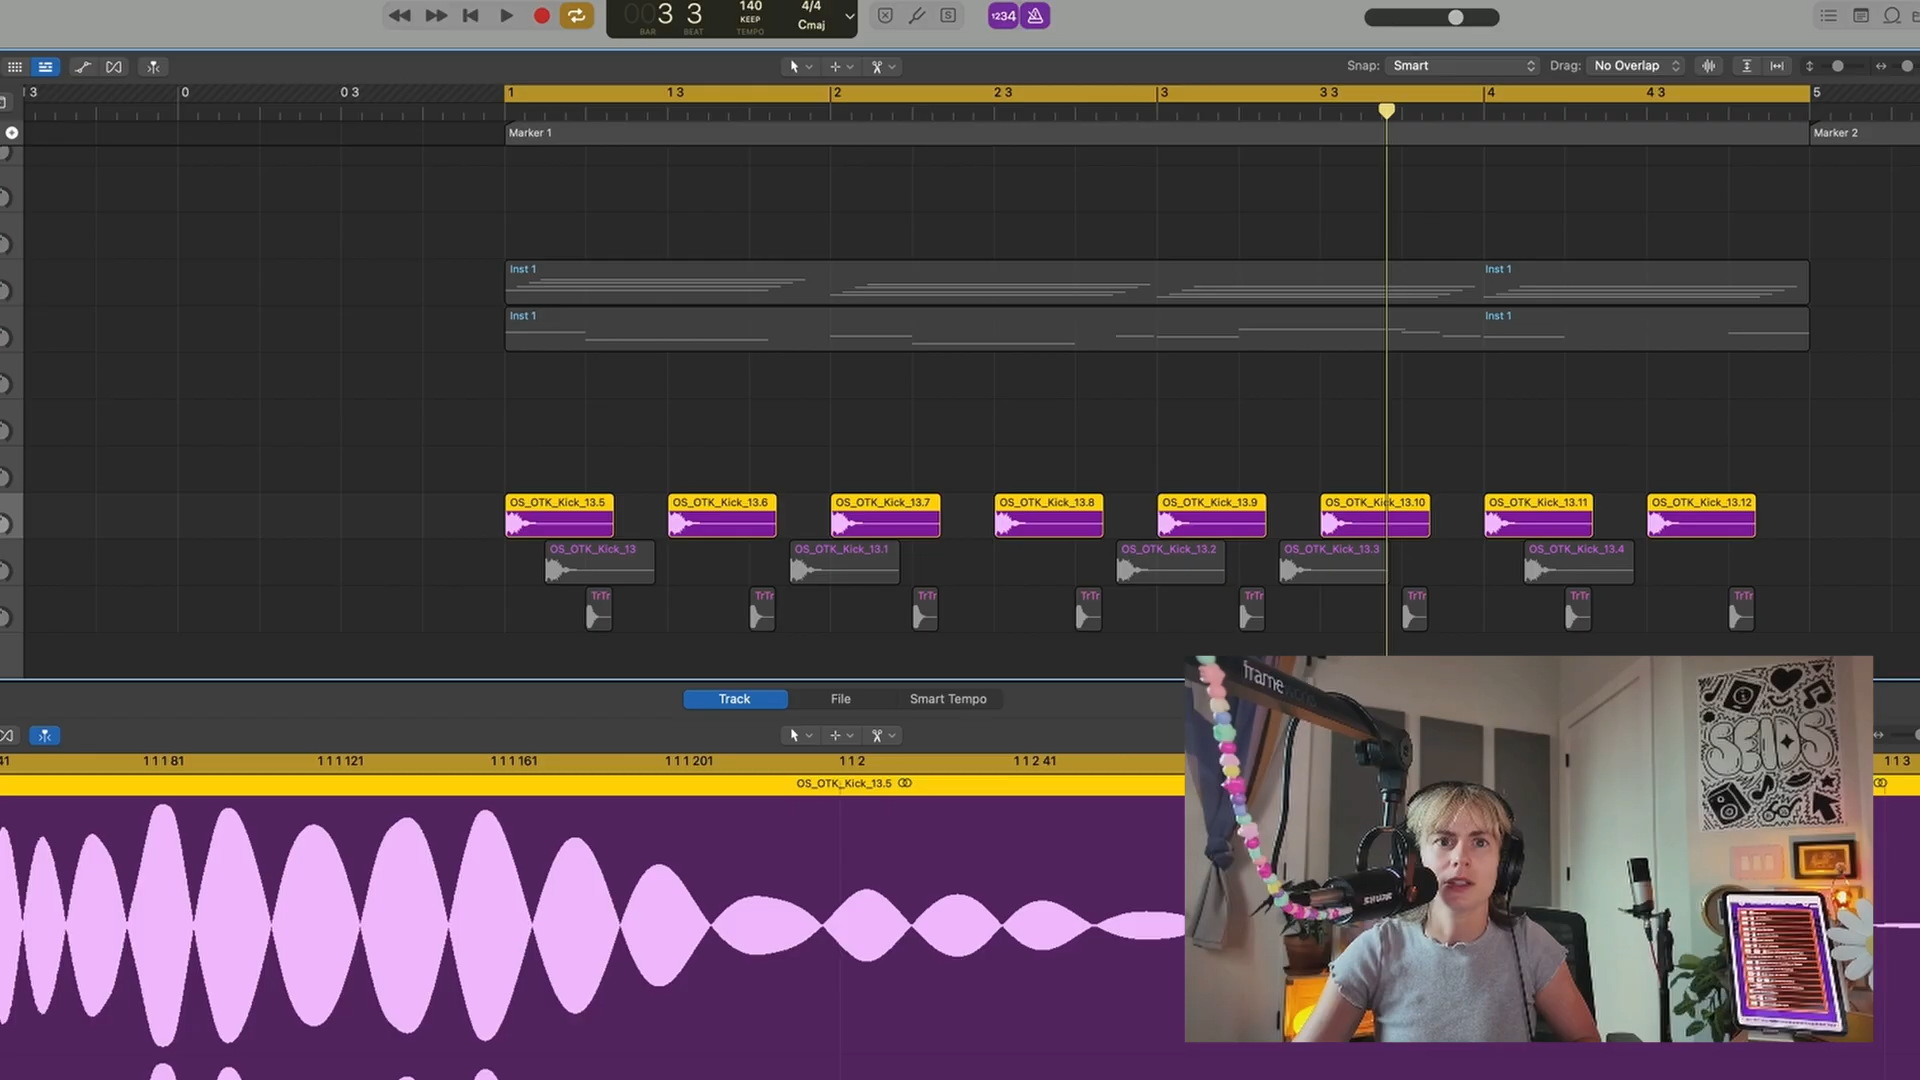 3 3
140
4/4
KEEP
Cmaj
BAR
BEAT
TEMPO
S
1234
Snap:
Smart
Drag:
No Overlap
3
0
0 3
1
1 3
2
2 3
3
3 3
4
4 3
5
Marker 1
Marker 2
Inst 1
Inst 1
Inst 1
Inst 1
OS_OTK_Kick_13.5
OS_OTK_Kick_13.6
OS_OTK_Kick_13.7
OS_OTK_Kick_13.8
OS_OTK_Kick_13.9
OS_OTK_Kick_13.10
OS_OTK_Kick_13.11
OS_OTK_Kick_13.12
OS_OTK_Kick_13
OS_OTK_Kick_13.1
OS_OTK_Kick_13.2
OS_OTK_Kick_13.3
OS_OTK_Kick_13.4
TrTr
TrTr
TrTr
TrTr
TrTr
TrTr
TrTr
TrTr
Track
File
Smart Tempo
41
1 1 1 81
1 1 1 121
1 1 1 161
1 1 1 201
1 1 2
1 1 2 41
1 1 3
OS_OTK_Kick_13.5
frame
SHURE
SEIDS